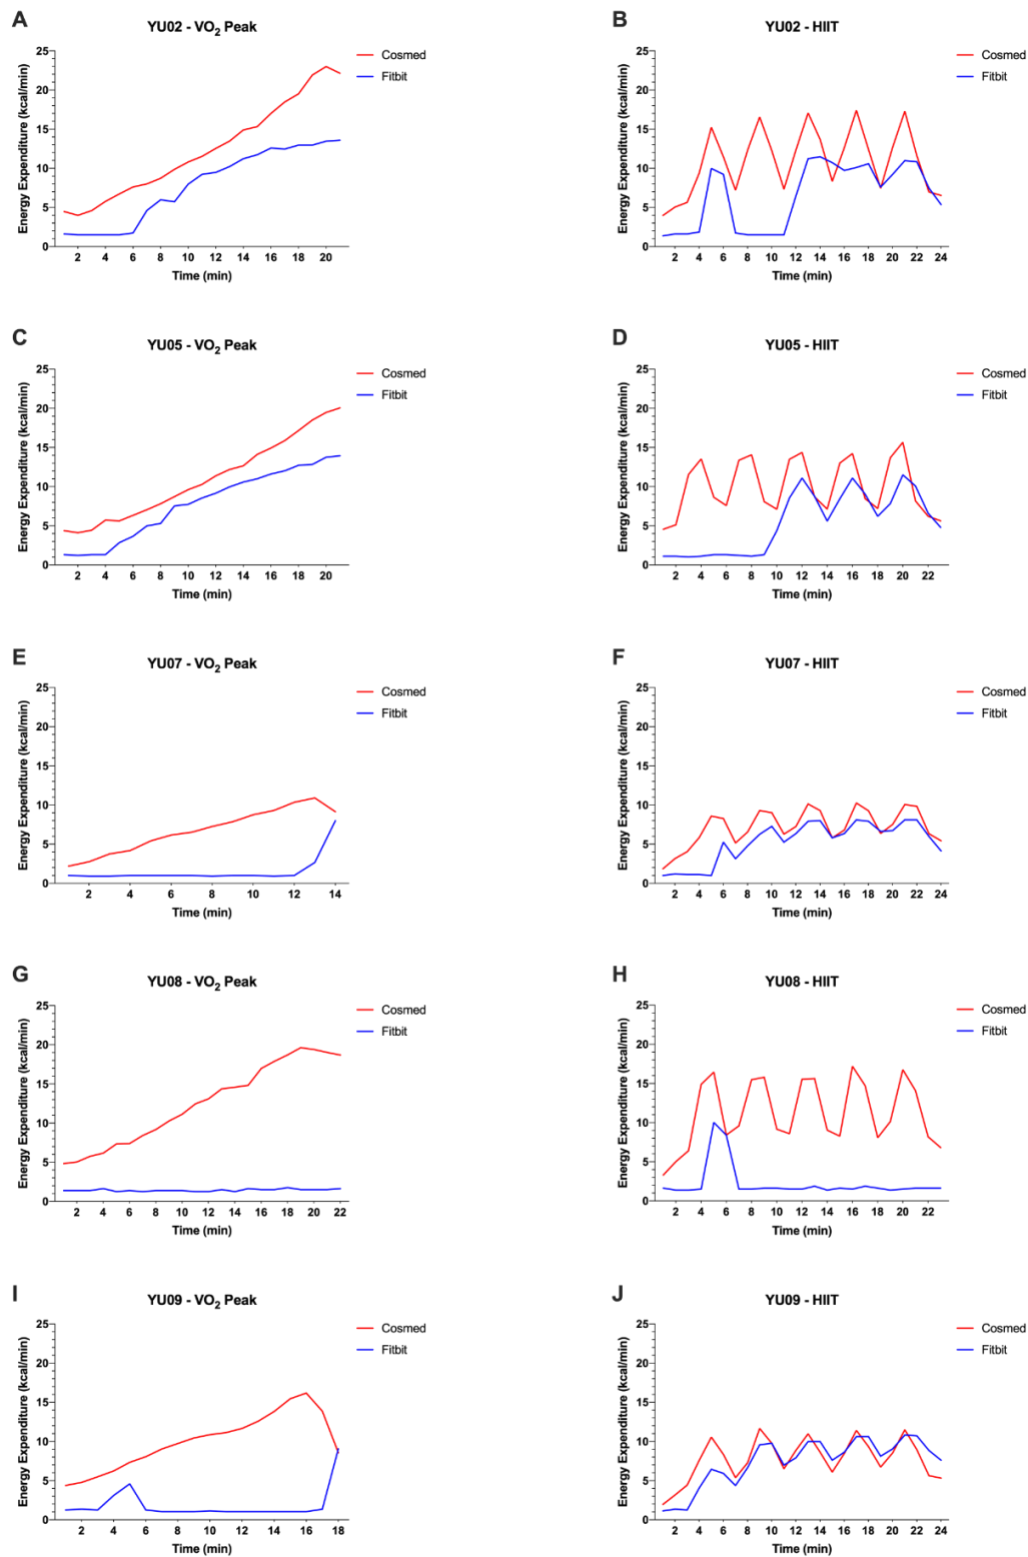 A
YU02 - VO2 Peak
Cosmed
Fitbit
Energy Expenditure (kcal/min)
25
20
15
10
5
0
2 4 6 8 10 12 14 16 18 20
Time (min)
B
YU02 - HIIT
Cosmed
Fitbit
Energy Expenditure (kcal/min)
25
20
15
10
5
0
2 4 6 8 10 12 14 16 18 20 22 24
Time (min)
C
YU05 - VO2 Peak
Cosmed
Fitbit
Energy Expenditure (kcal/min)
25
20
15
10
5
0
2 4 6 8 10 12 14 16 18 20
Time (min)
D
YU05 - HIIT
Cosmed
Fitbit
Energy Expenditure (kcal/min)
25
20
15
10
5
0
2 4 6 8 10 12 14 16 18 20 22
Time (min)
E
YU07 - VO2 Peak
Cosmed
Fitbit
Energy Expenditure (kcal/min)
25
20
15
10
5
0
2 4 6 8 10 12 14
Time (min)
F
YU07 - HIIT
Cosmed
Fitbit
Energy Expenditure (kcal/min)
25
20
15
10
5
0
2 4 6 8 10 12 14 16 18 20 22 24
Time (min)
G
YU08 - VO2 Peak
Cosmed
Fitbit
Energy Expenditure (kcal/min)
25
20
15
10
5
0
2 4 6 8 10 12 14 16 18 20 22
Time (min)
H
YU08 - HIIT
Cosmed
Fitbit
Energy Expenditure (kcal/min)
25
20
15
10
5
0
2 4 6 8 10 12 14 16 18 20 22
Time (min)
I
YU09 - VO2 Peak
Cosmed
Fitbit
Energy Expenditure (kcal/min)
25
20
15
10
5
0
2 4 6 8 10 12 14 16 18
Time (min)
J
YU09 - HIIT
Cosmed
Fitbit
Energy Expenditure (kcal/min)
25
20
15
10
5
0
2 4 6 8 10 12 14 16 18 20 22 24
Time (min)